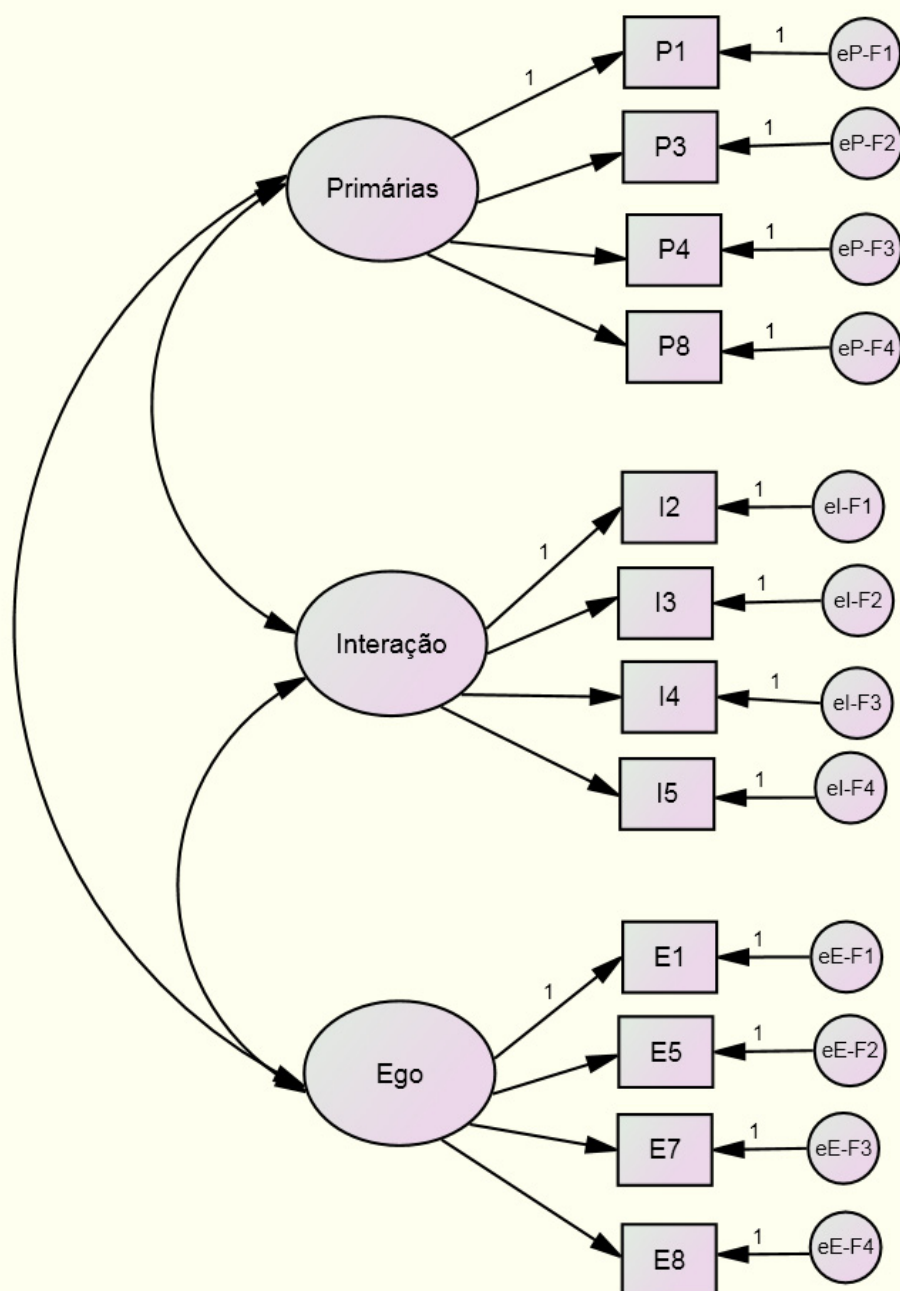 1
P1
1
eP-F1
P3
1
eP-F2
Primárias
P4
1
eP-F3
P8
1
eP-F4
1
I2
1
eI-F1
I3
1
eI-F2
Interação
I4
1
eI-F3
I5
1
eI-F4
1
E1
1
eE-F1
E5
1
eE-F2
Ego
E7
1
eE-F3
E8
1
eE-F4